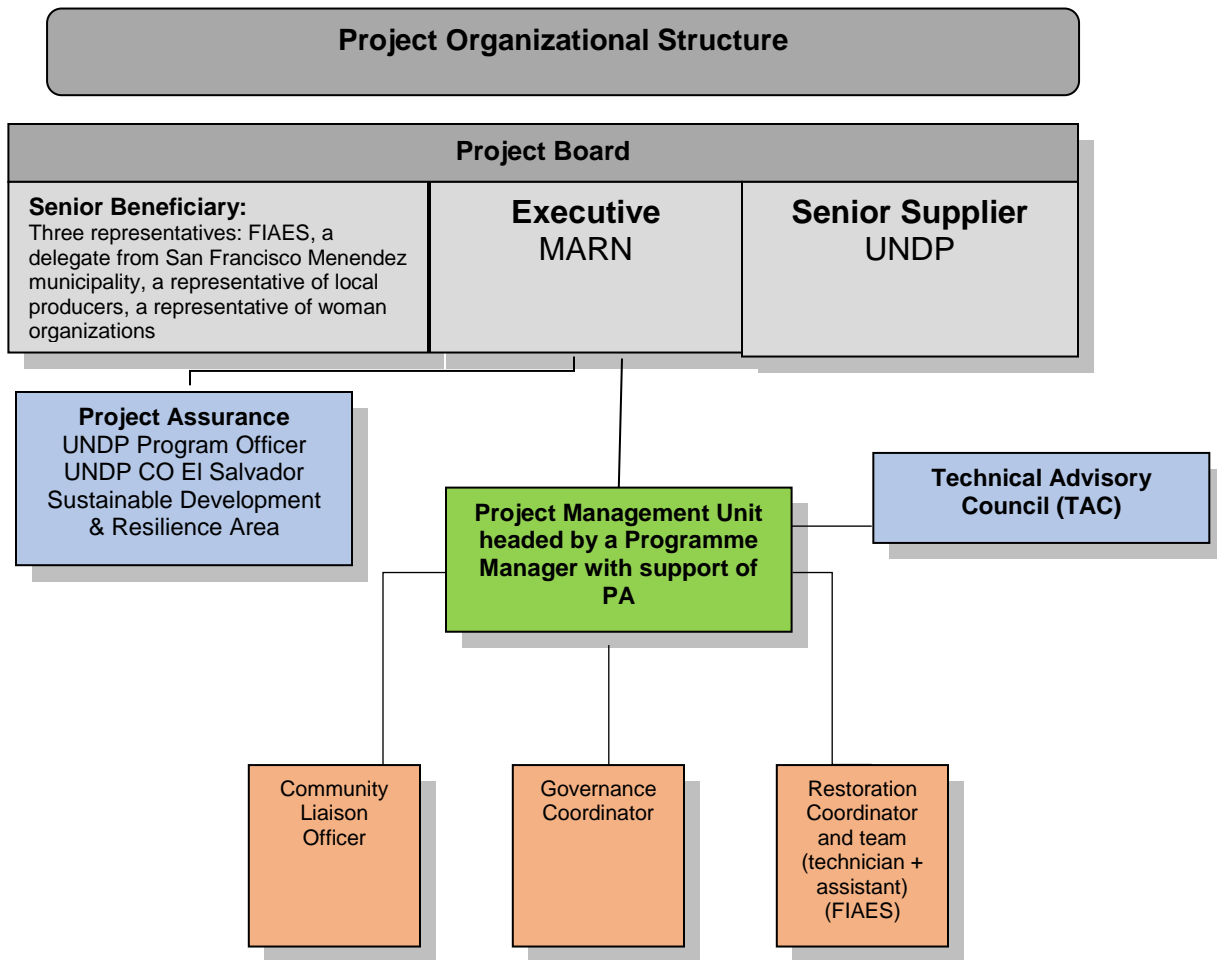 Project Organizational Structure
Project Board
Senior Beneficiary:
Three representatives: FIAES, a
delegate from San Francisco Menendez
municipality, a representative of local
producers, a representative of woman
organizations
Executive
MARN
Senior Supplier
UNDP
Project Assurance
UNDP Program Officer
UNDP CO El Salvador
Sustainable Development
& Resilience Area
Technical Advisory
Council (TAC)
Project Management Unit
headed by a Programme
Manager with support of
PA
Community
Liaison
Officer
Governance
Coordinator
Restoration
Coordinator
and team
(technician +
assistant)
(FIAES)